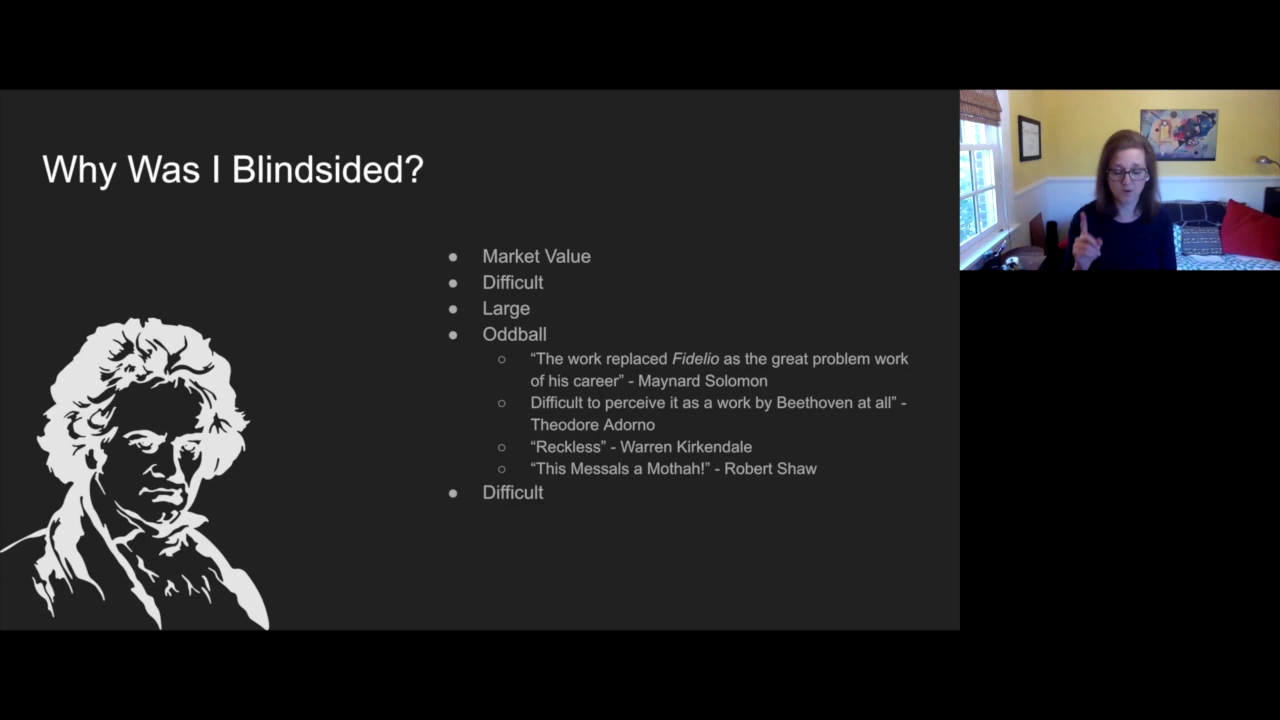 Why Was I Blindsided?
● Market Value
● Difficult
● Large
● Oddball
○ “The work replaced Fidelio as the great problem work
of his career” - Maynard Solomon
○ Difficult to perceive it as a work by Beethoven at all” -
Theodore Adorno
○ “Reckless” - Warren Kirkendale
○ “This Messals a Mothah!” - Robert Shaw
● Difficult